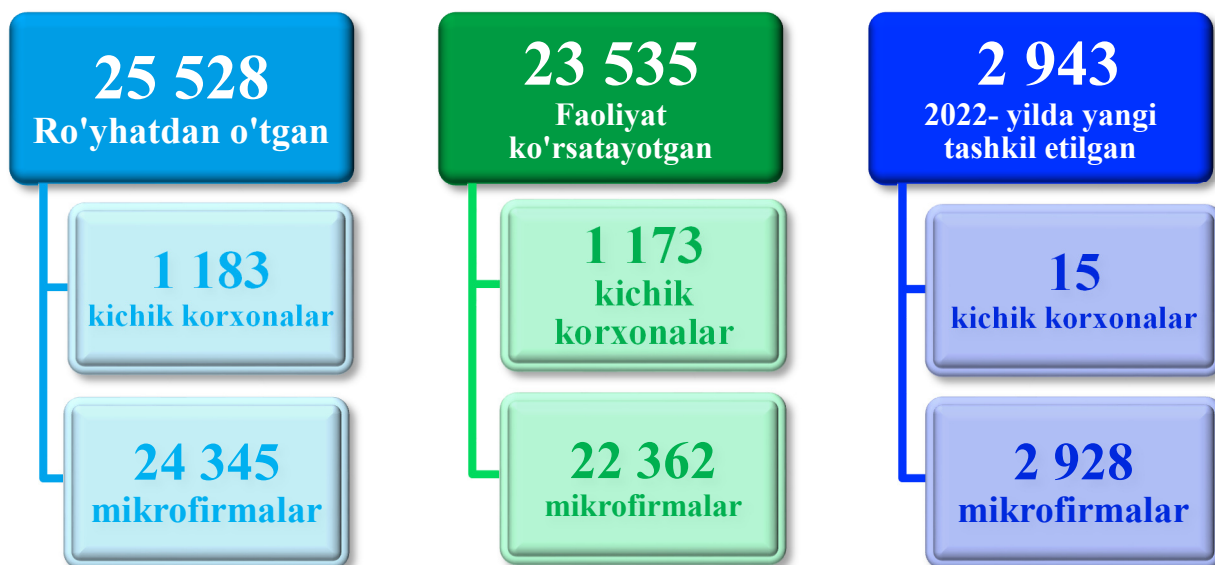 25 528
Ro'yhatdan o'tgan
1 183
kichik korxonalar
24 345
mikrofirmalar
23 535
Faoliyat
ko'rsatayotgan
1 173
kichik
korxonalar
22 362
mikrofirmalar
2 943
2022- yilda yangi
tashkil etilgan
15
kichik korxonalar
2 928
mikrofirmalar